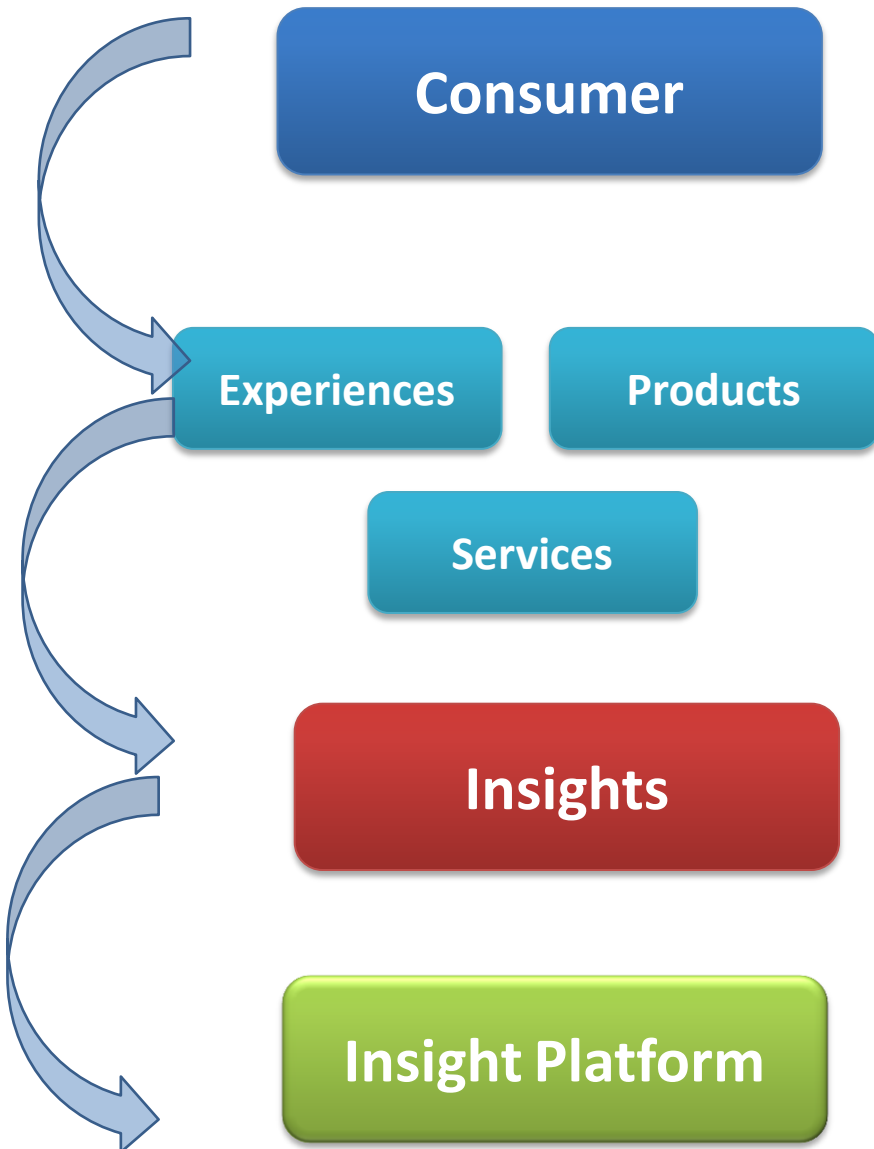 Consumer
Experiences
Products
Services
Insights
Insight Platform